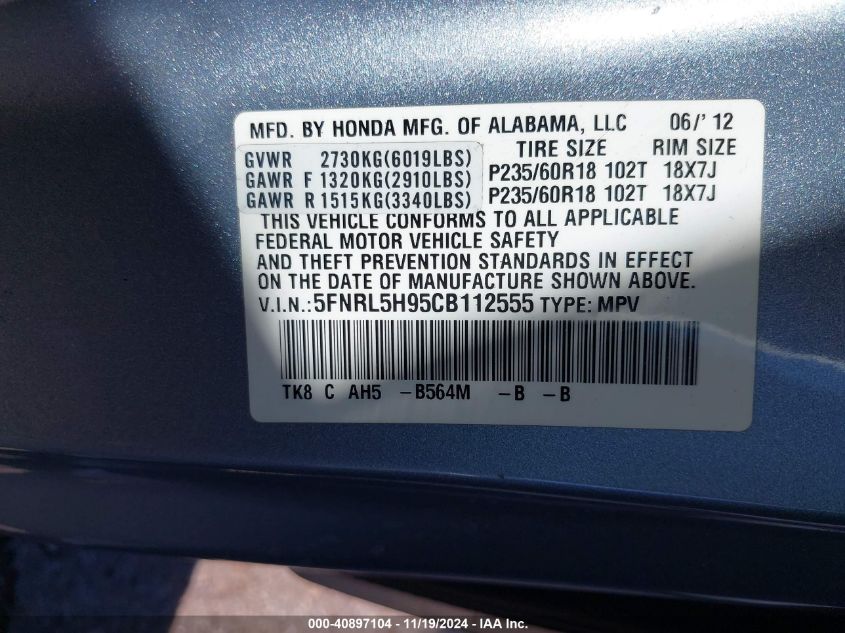 MFD. BY HONDA MFG. OF ALABAMA, LLC 06/' 12
TIRE SIZE RIM SIZE
GVWR 2730KG(6019LBS)
GAWR F 1320KG(2910LBS) P235/60R18 102T 18X7J
GAWR R 1515KG(3340LBS) P235/60R18 102T 18X7J
THIS VEHICLE CONFORMS TO ALL APPLICABLE
FEDERAL MOTOR VEHICLE SAFETY
AND THEFT PREVENTION STANDARDS IN EFFECT
ON THE DATE OF MANUFACTURE SHOWN ABOVE.
V.I.N.: 5FNRL5H95CB112555 TYPE: MPV
TK8 C AH5 -B564M -B -B
000-40897104 - 11/19/2024 - IAA Inc.